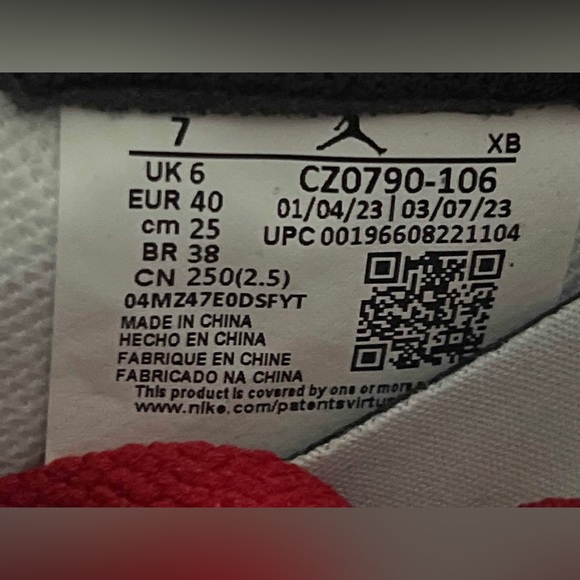 7 XB
UK 6
EUR 40
cm 25
BR 38
CN 250(2.5)
CZ0790-106
01/04/23 | 03/07/23
UPC 00196608221104
04MZ47E0DSFYT
MADE IN CHINA
HECHO EN CHINA
FABRIQUE EN CHINE
FABRICADO NA CHINA
This product is covered by one or more
www.nike.com/patentsvirtu